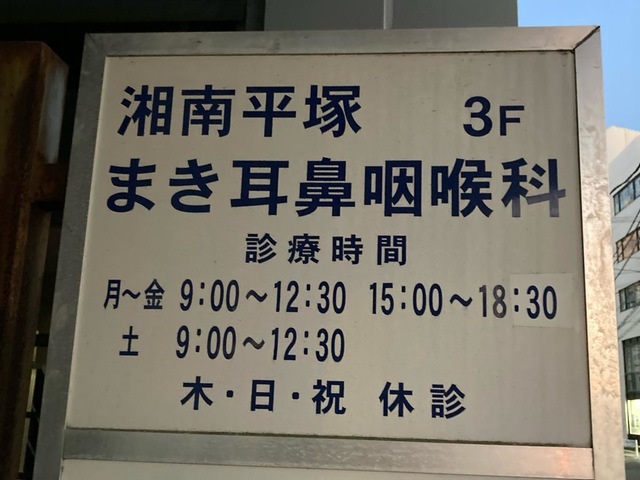 湘南平塚 3F
まき耳鼻咽喉科
診療時間
月～金 9:00～12:30 15:00～18:30
土 9:00～12:30
木・日・祝 休診